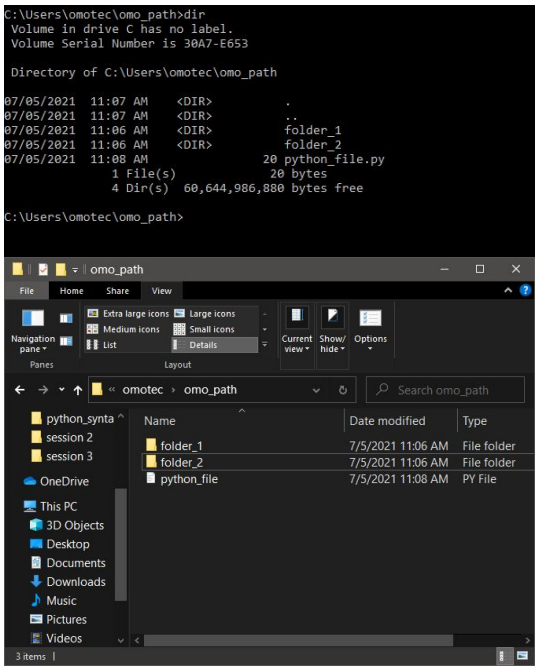 C:\Users\omotec\omo_path>dir
 Volume in drive C has no label.
 Volume Serial Number is 30A7-E653
 Directory of C:\Users\omotec\omo_path
07/05/2021  11:07 AM    <DIR>          .
07/05/2021  11:07 AM    <DIR>          ..
07/05/2021  11:06 AM    <DIR>          folder_1
07/05/2021  11:06 AM    <DIR>          folder_2
07/05/2021  11:08 AM                20 python_file.py
               1 File(s)             20 bytes
               4 Dir(s)  60,644,986,880 bytes free
C:\Users\omotec\omo_path>
omo_path
File Home Share View
Extra large icons Large icons
Medium icons Small icons
List Details
Navigation pane
Current view
Show/ hide
Options
Panes Layout
« omotec › omo_path
Search omo_path
Name Date modified Type
folder_1 7/5/2021 11:06 AM File folder
folder_2 7/5/2021 11:06 AM File folder
python_file 7/5/2021 11:08 AM PY File
python_synta
session 2
session 3
OneDrive
This PC
3D Objects
Desktop
Documents
Downloads
Music
Pictures
Videos
3 items